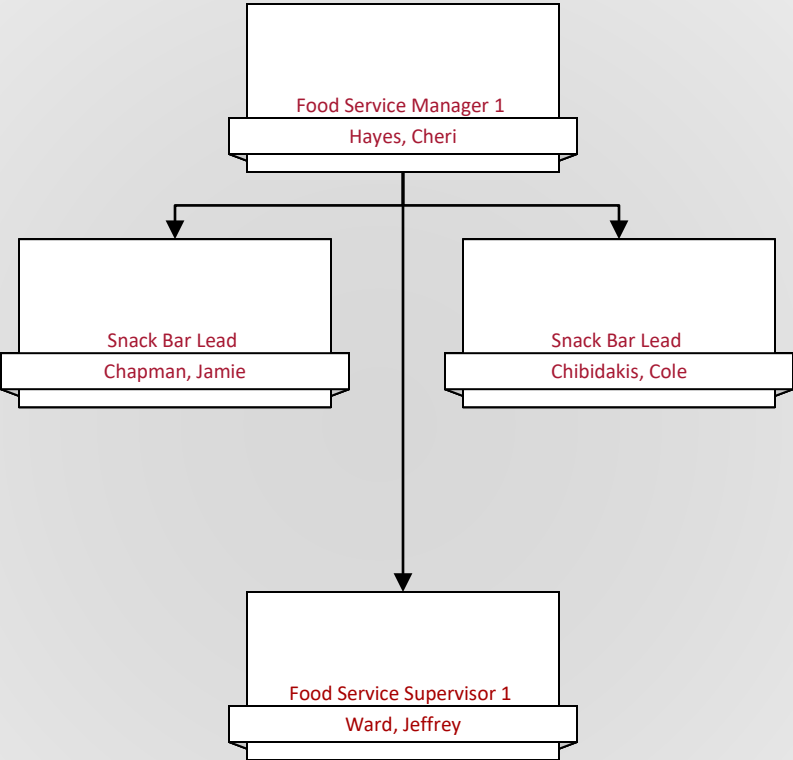 Food Service Manager 1
Hayes, Cheri
Snack Bar Lead
Chapman, Jamie
Snack Bar Lead
Chibidakis, Cole
Food Service Supervisor 1
Ward, Jeffrey